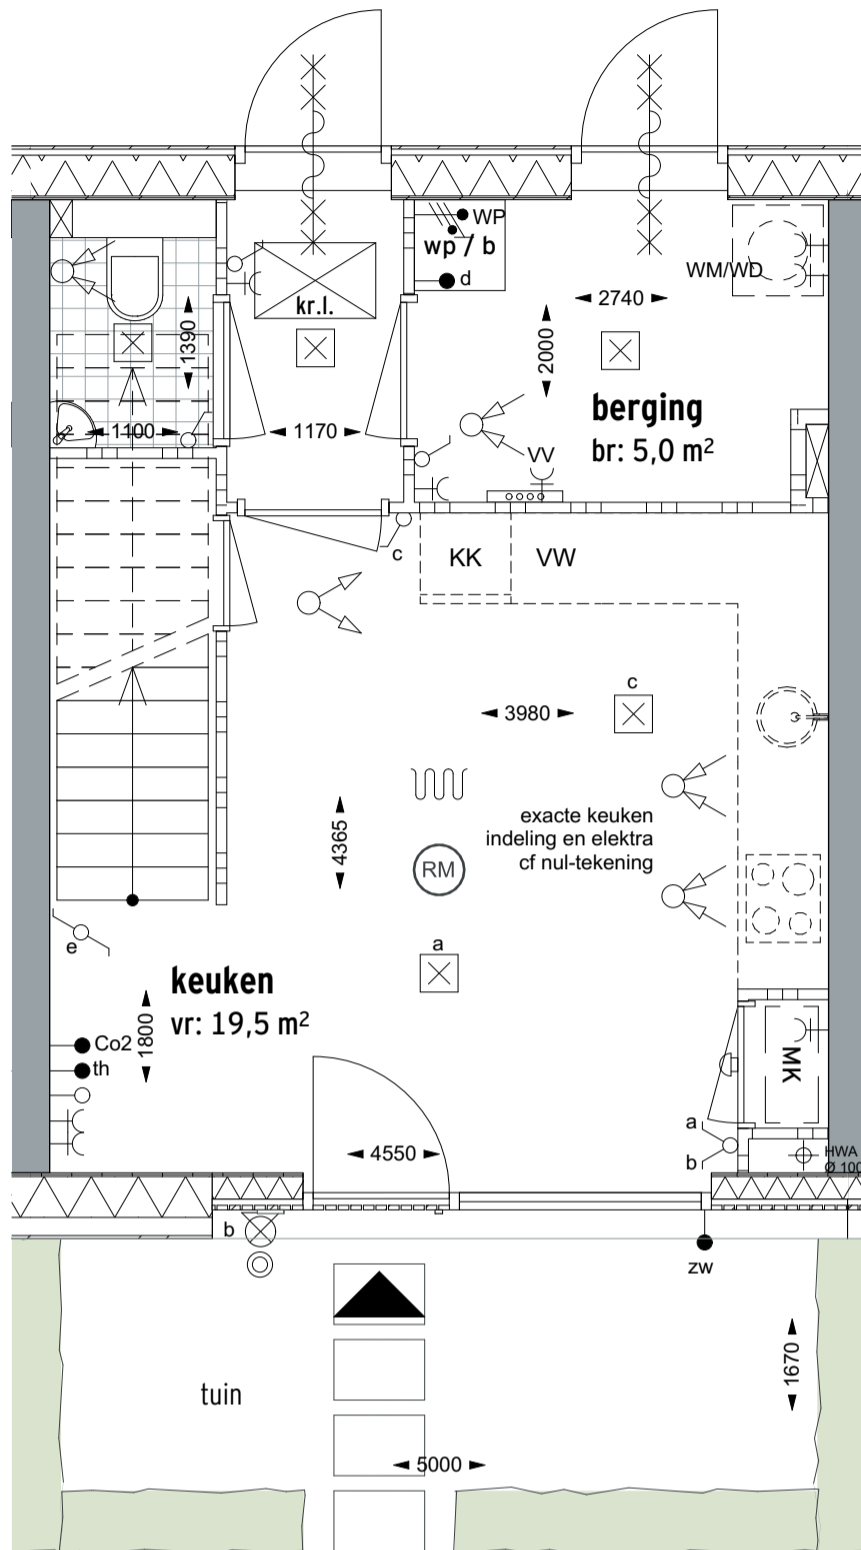 WP
wp / b
d
WM/WD
kr.l.
2740
1390
2000
berging
br: 5,0 m²
1100
1170
VV
c
KK
VW
c
3980
exacte keuken
indeling en elektra
cf nul-tekening
4365
RM
e
a
keuken
vr: 19,5 m²
1800
Co2
th
MK
a
b
4550
HWA
Ø 100
b
zw
1670
tuin
5000